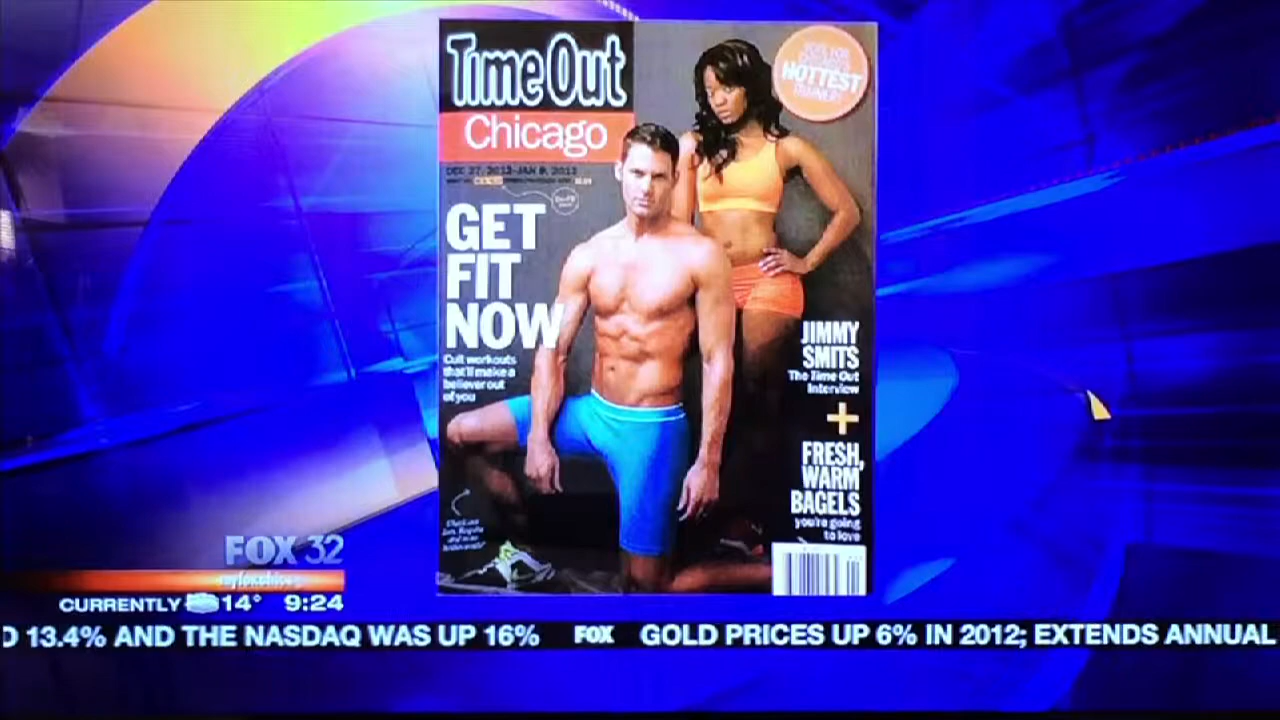 Time Out
Chicago
DEC 27, 2012–JAN 9, 2013
HOTTEST
GET
FIT
NOW
Cult workouts
that'll make a
believer out
of you
JIMMY
SMITS
The Time Out
Interview
+
FRESH,
WARM
BAGELS
you're going
to love
FOX 32
CURRENTLY 14° 9:24
D 13.4% AND THE NASDAQ WAS UP 16% FOX GOLD PRICES UP 6% IN 2012; EXTENDS ANNUAL